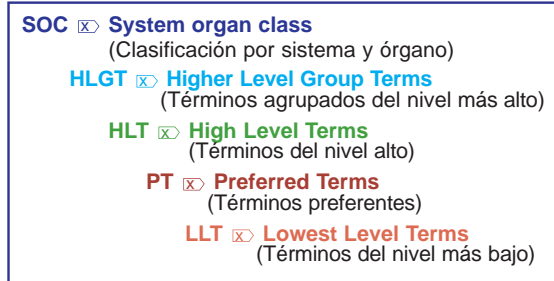 SOC x System organ class
(Clasificación por sistema y órgano)
HLGT x Higher Level Group Terms
(Términos agrupados del nivel más alto)
HLT x High Level Terms
(Términos del nivel alto)
PT x Preferred Terms
(Términos preferentes)
LLT x Lowest Level Terms
(Términos del nivel más bajo)